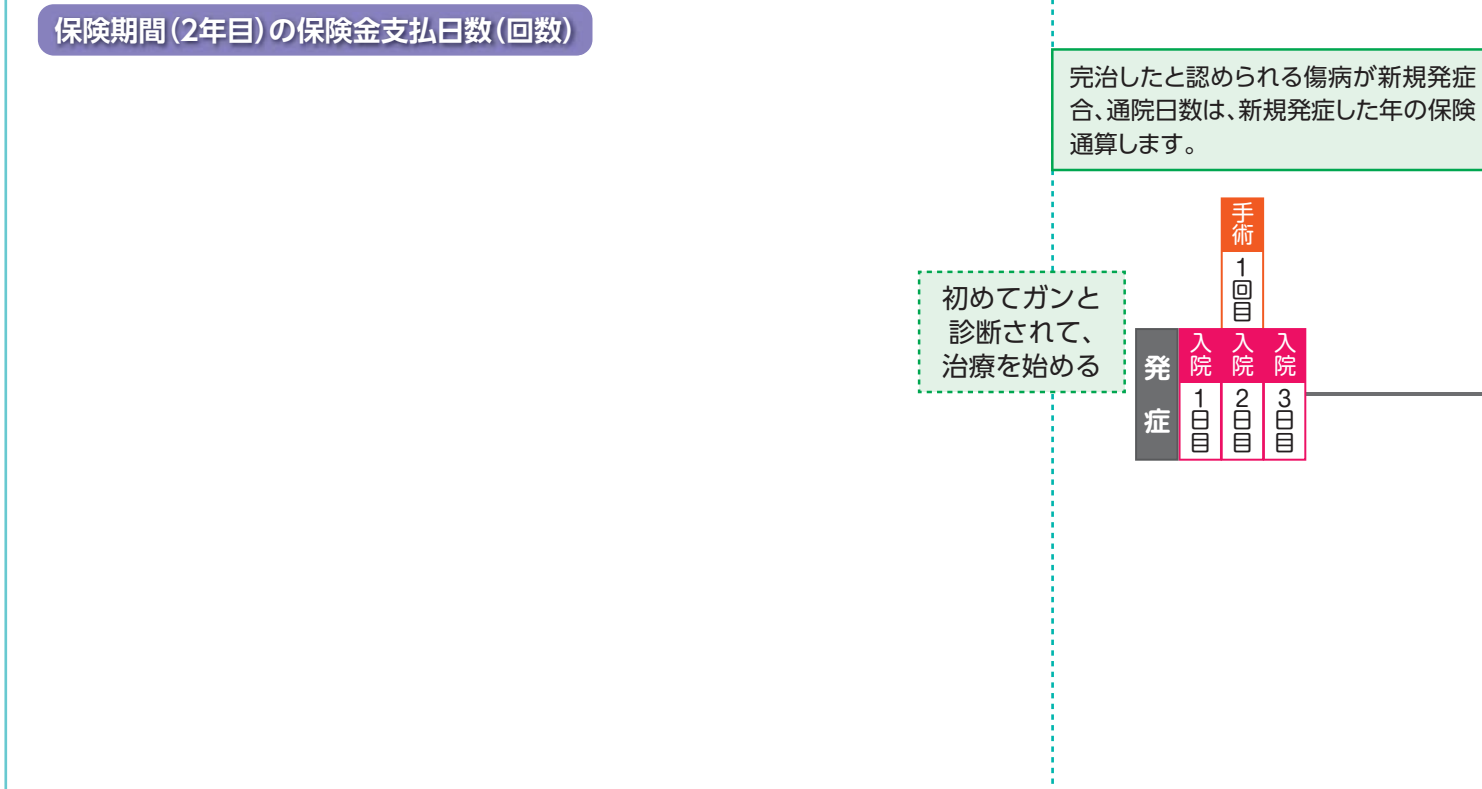 保険期間（2年目）の保険金支払日数（回数）
完治したと認められる傷病が新規発症
合、通院日数は、新規発症した年の保険
通算します。
手術
1回目
初めてガンと
診断されて、
治療を始める
発症
入院 入院 入院
1日目 2日目 3日目